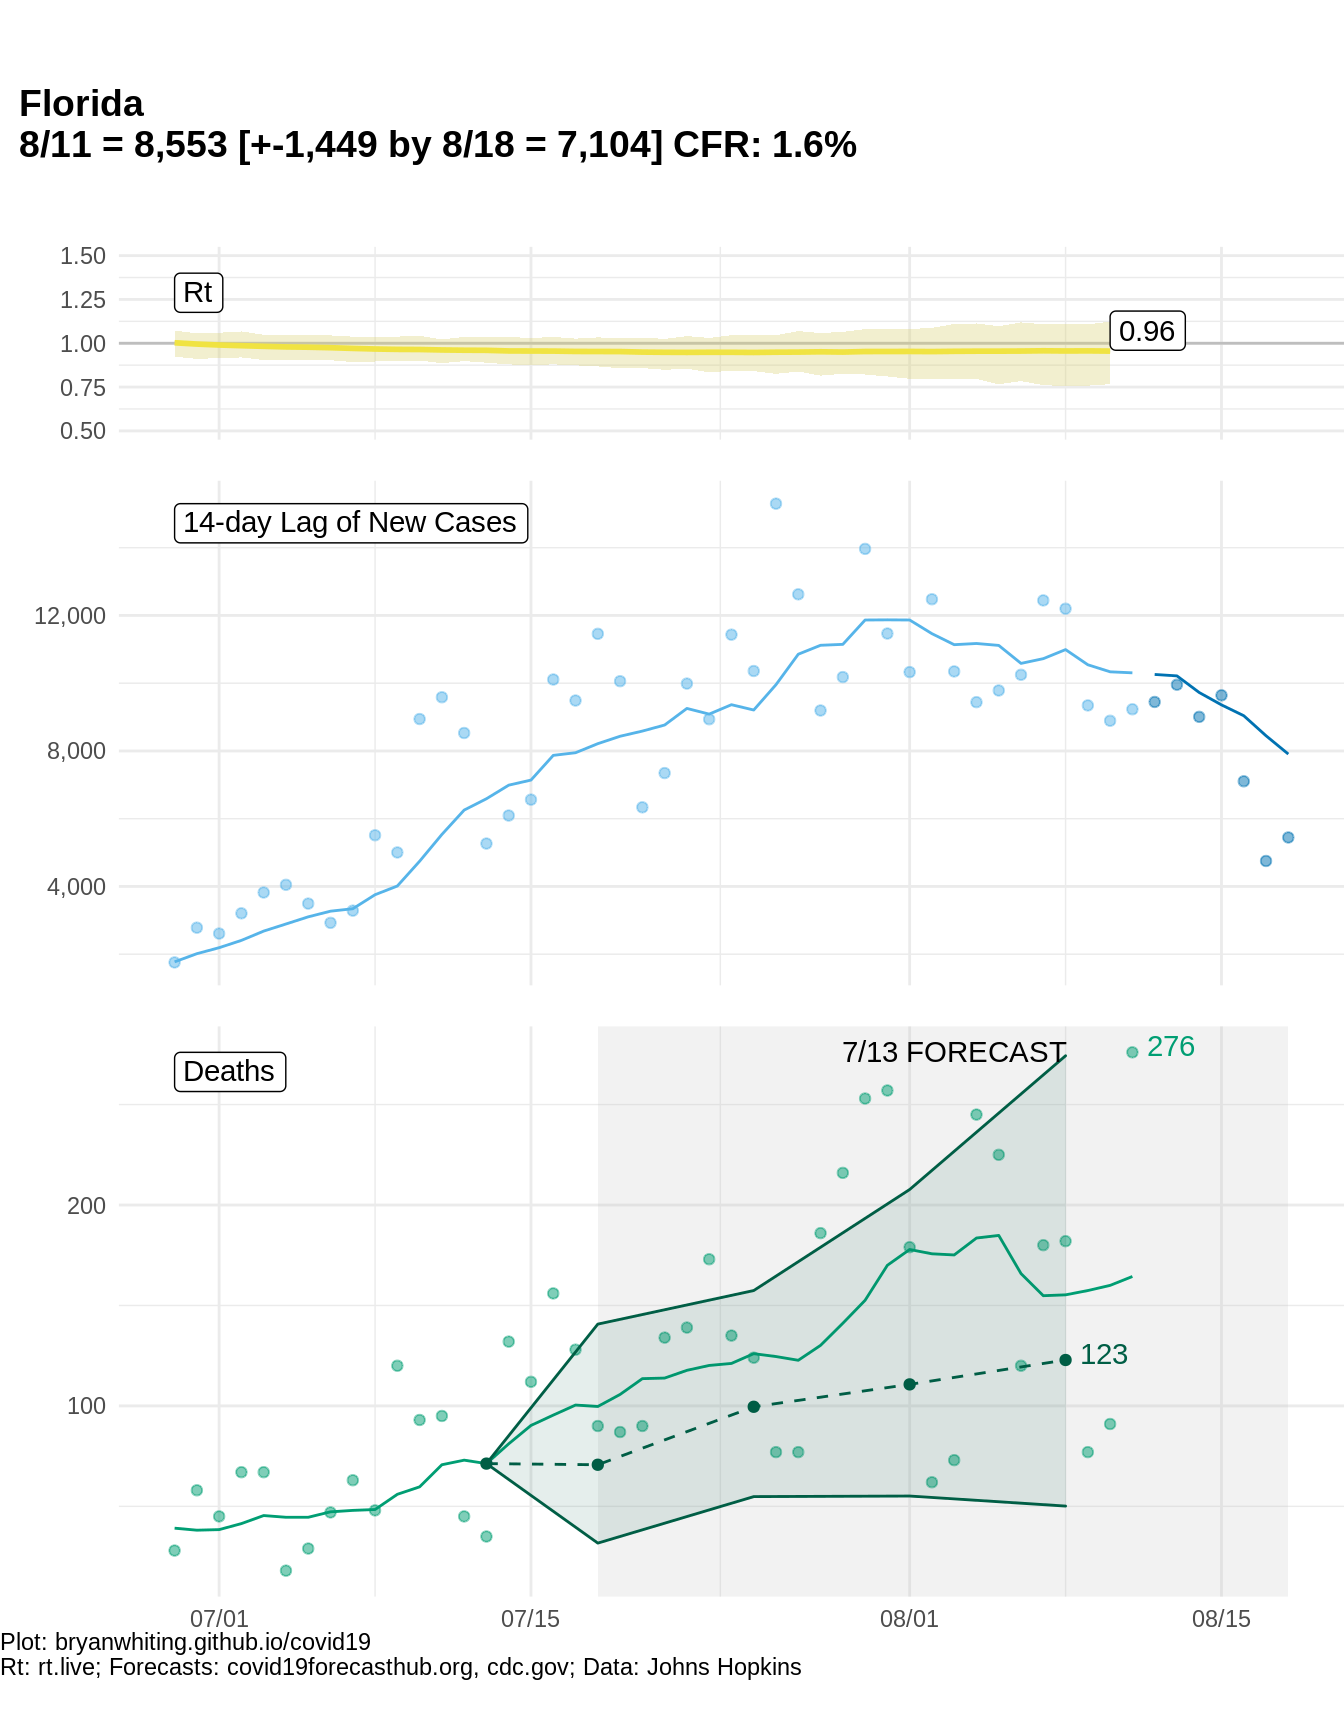 Florida
8/11 = 8,553 [+-1,449 by 8/18 = 7,104] CFR: 1.6%
1.50
1.25
1.00
0.75
0.50
Rt
0.96
14-day Lag of New Cases
12,000
8,000
4,000
Deaths
7/13 FORECAST
276
123
200
100
07/01
07/15
08/01
08/15
Plot: bryanwhiting.github.io/covid19
Rt: rt.live; Forecasts: covid19forecasthub.org, cdc.gov; Data: Johns Hopkins